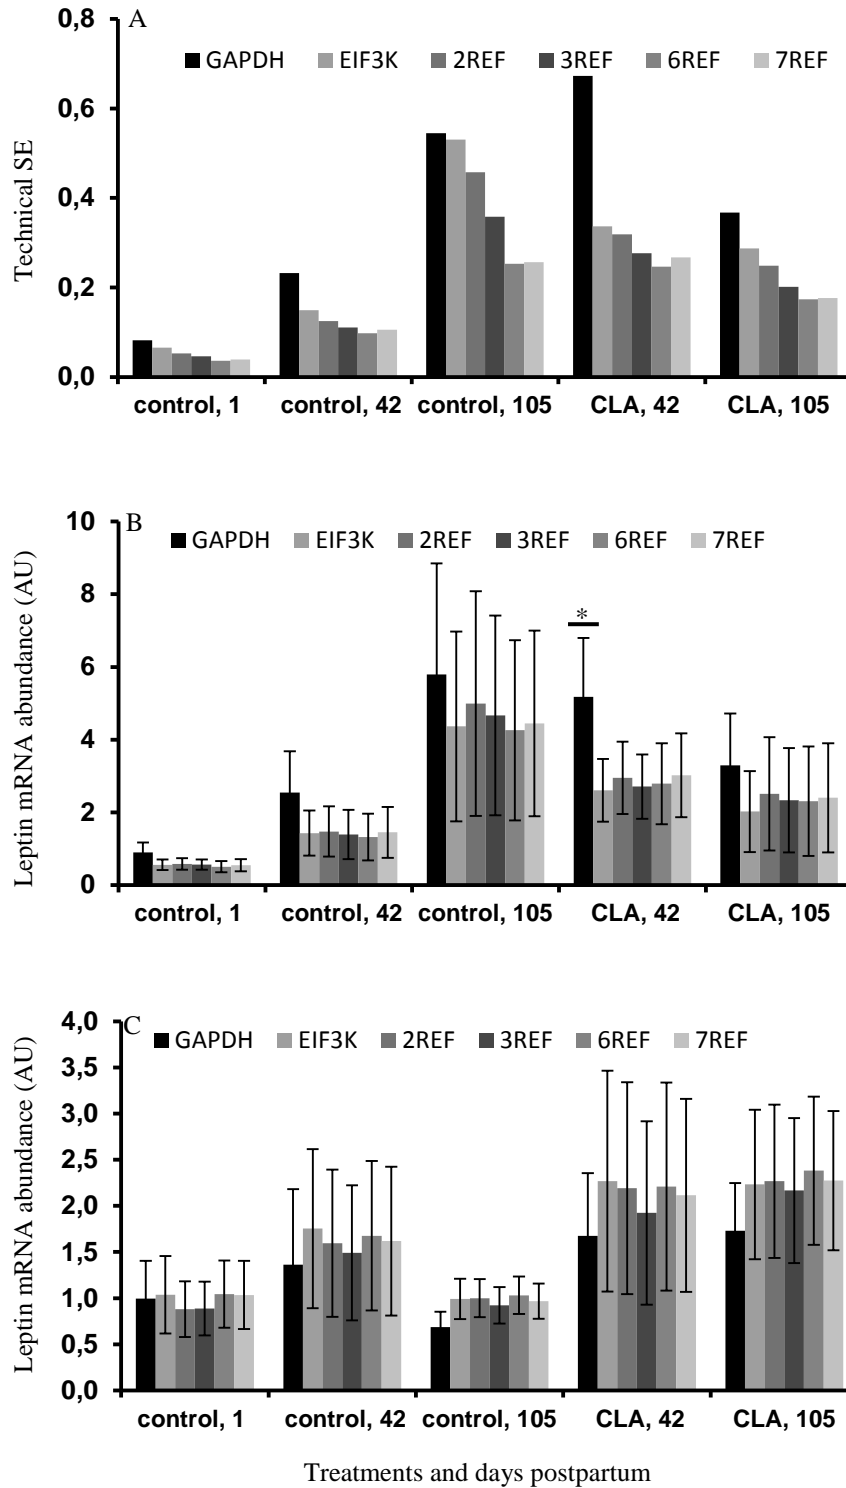 A
GAPDH EIF3K 2REF 3REF 6REF 7REF
Technical SE
0,8
0,6
0,4
0,2
0,0
control, 1 control, 42 control, 105 CLA, 42 CLA, 105
B
GAPDH EIF3K 2REF 3REF 6REF 7REF
Leptin mRNA abundance (AU)
10
8
6
4
2
0
*
control, 1 control, 42 control, 105 CLA, 42 CLA, 105
C
GAPDH EIF3K 2REF 3REF 6REF 7REF
Leptin mRNA abundance (AU)
4,0
3,5
3,0
2,5
2,0
1,5
1,0
0,5
0,0
control, 1 control, 42 control, 105 CLA, 42 CLA, 105
Treatments and days postpartum